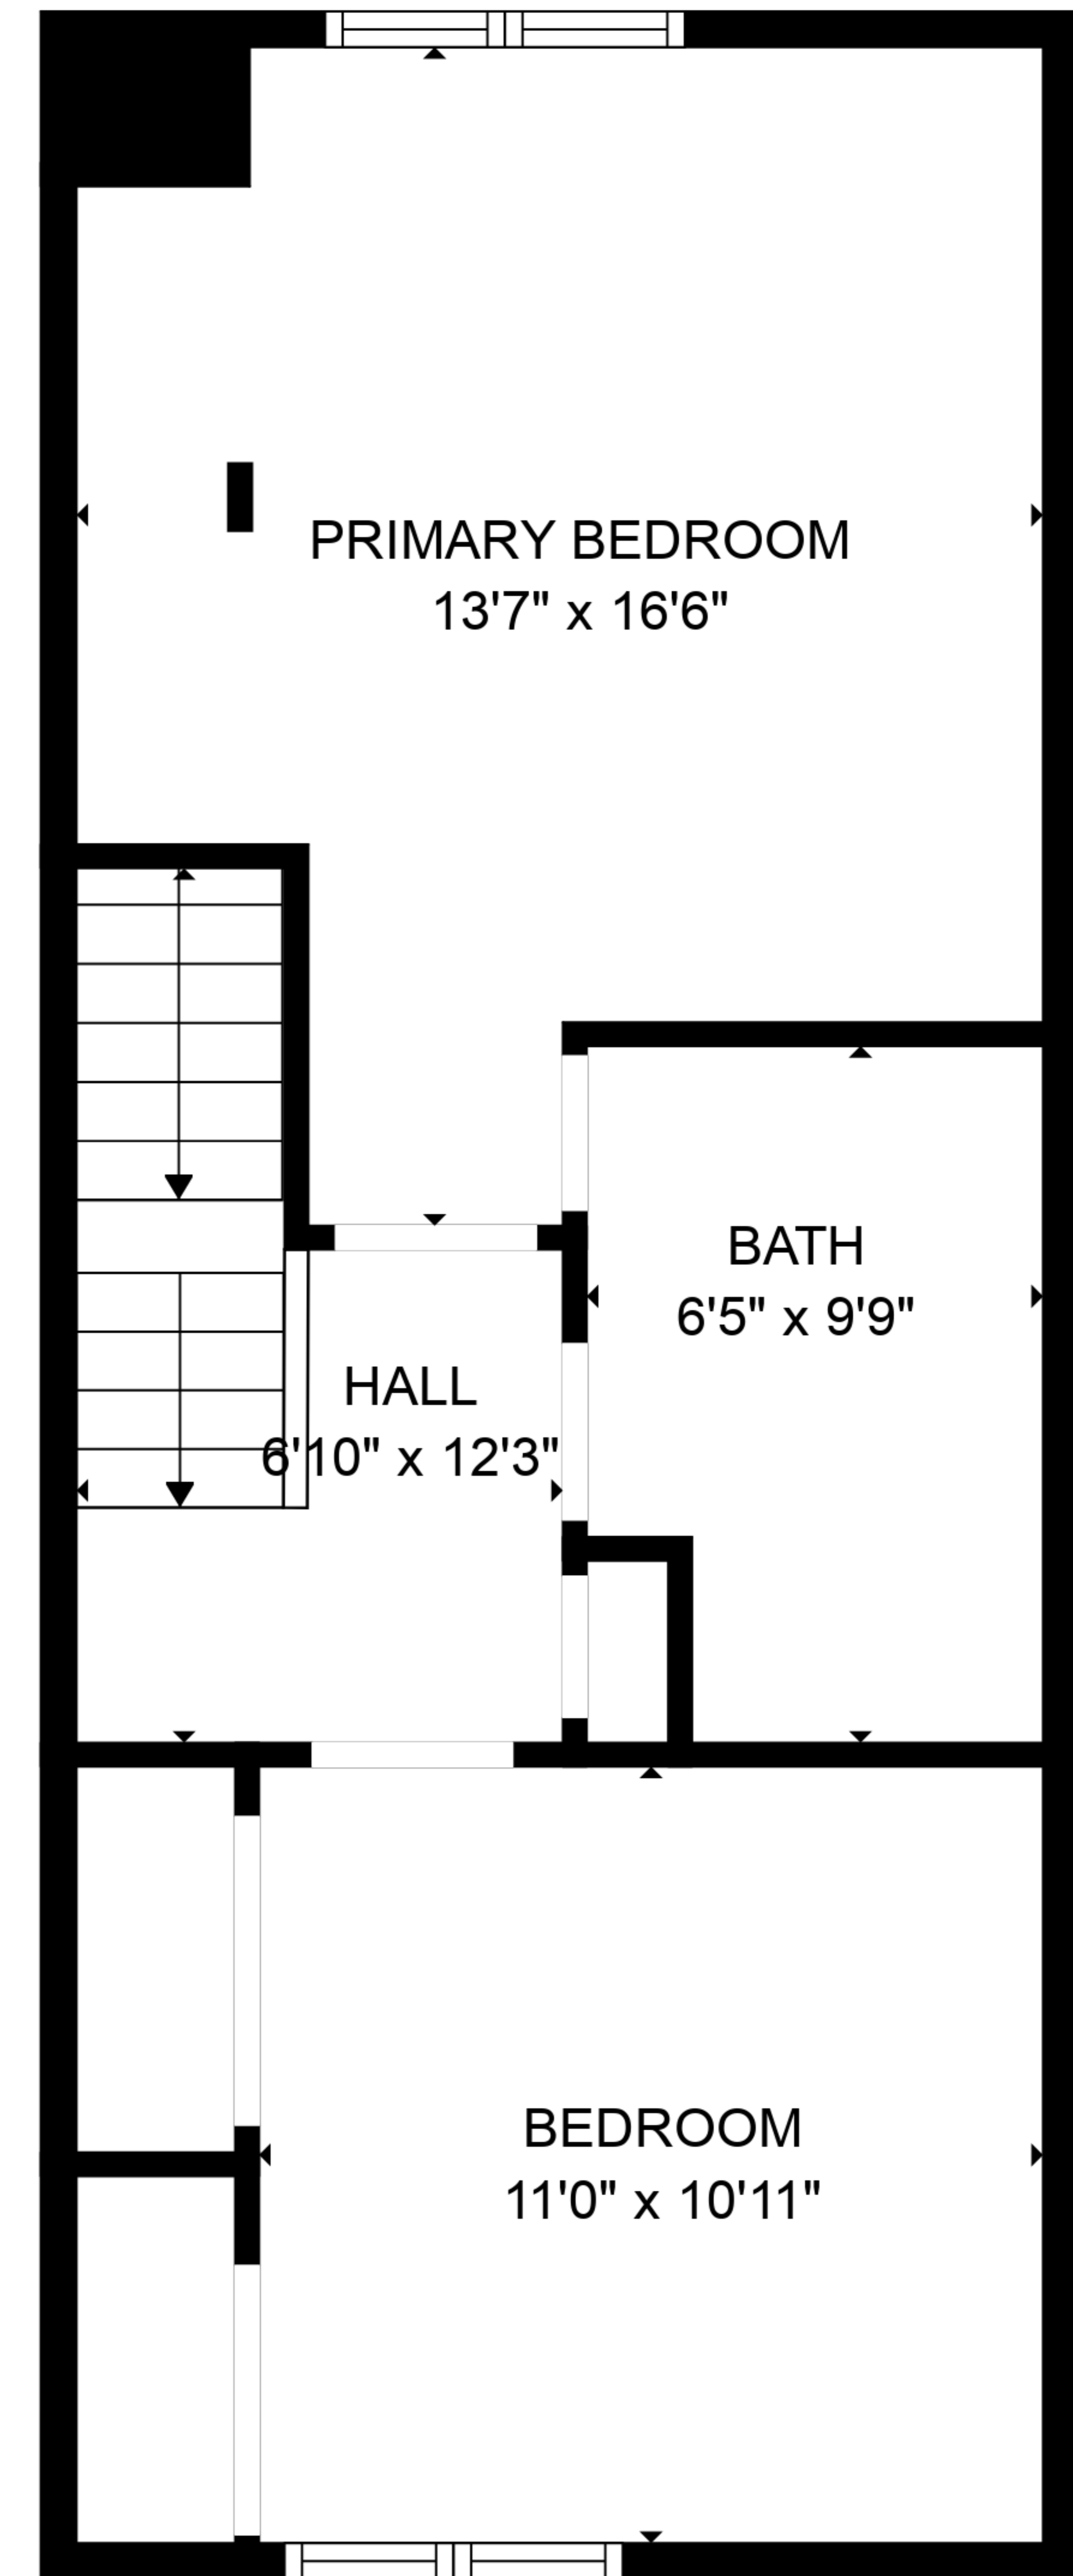 PRIMARY BEDROOM
13'7" x 16'6"
BATH
6'5" x 9'9"
HALL
6'10" x 12'3"
BEDROOM
11'0" x 10'11"